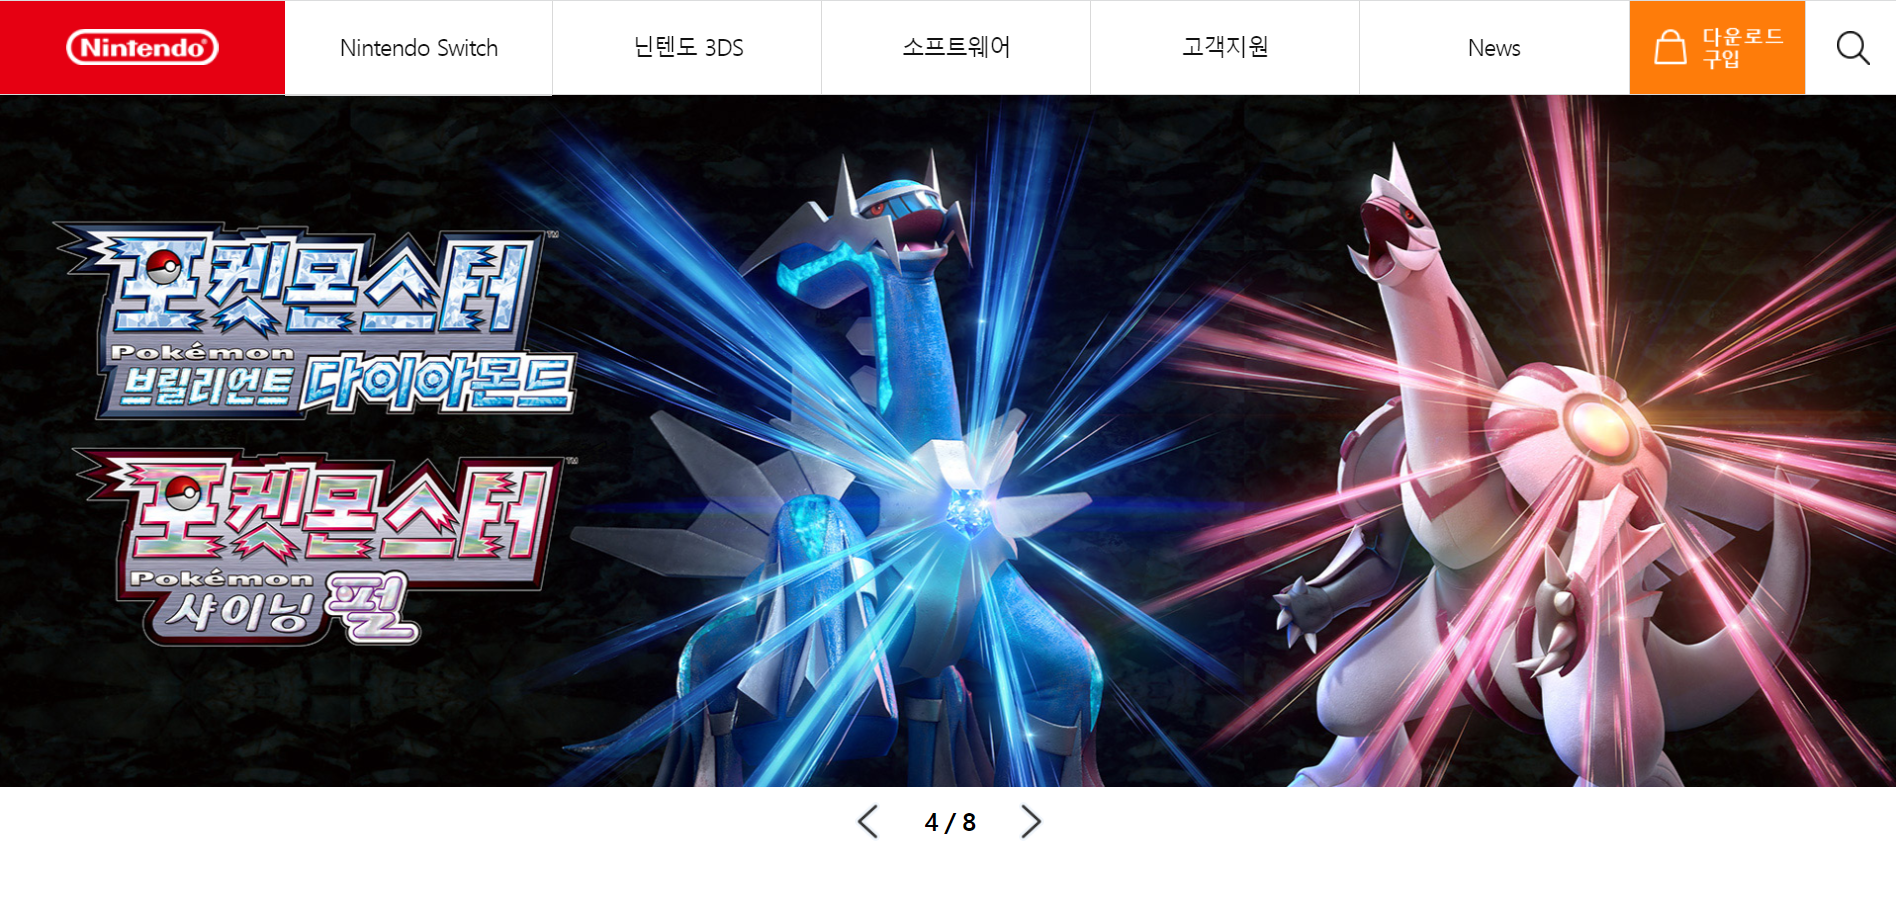 Nintendo®
Nintendo Switch
닌텐도 3DS
소프트웨어
고객지원
News
다운로드
구입
포켓몬스터™
Pokémon
브릴리언트 다이아몬드
포켓몬스터™
Pokémon
샤이닝 펄
4 / 8